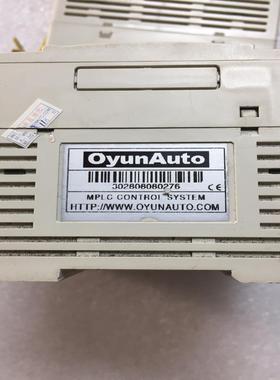 OyunAuto
302808080276
CE
MPLC CONTROL SYSTEM
HTTP://WWW.OYUNAUTO.COM